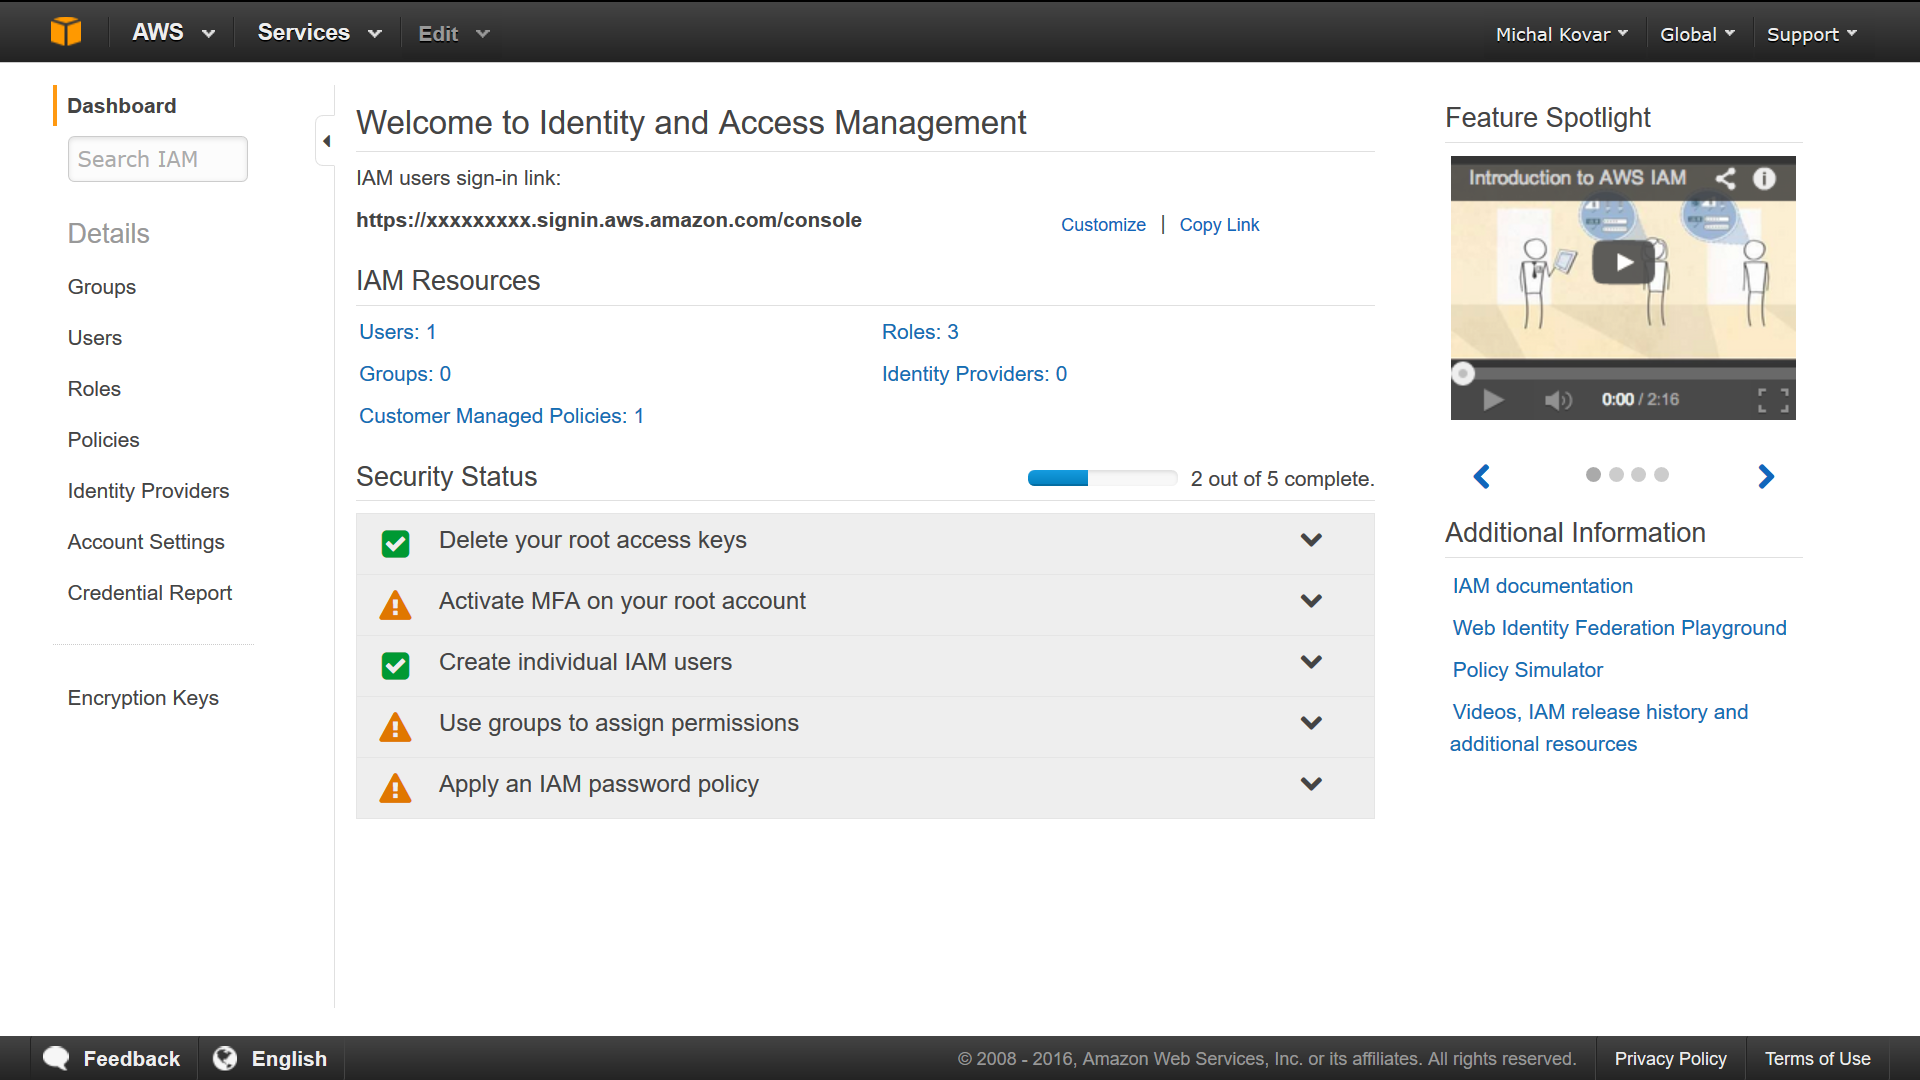 AWS Services Edit Michal Kovar Global Support
Dashboard
Search IAM
Details
Groups
Users
Roles
Policies
Identity Providers
Account Settings
Credential Report
Encryption Keys
Welcome to Identity and Access Management
IAM users sign-in link:
https://xxxxxxxxx.signin.aws.amazon.com/console Customize | Copy Link
IAM Resources
Users: 1 Roles: 3
Groups: 0 Identity Providers: 0
Customer Managed Policies: 1
Security Status 2 out of 5 complete.
Delete your root access keys
Activate MFA on your root account
Create individual IAM users
Use groups to assign permissions
Apply an IAM password policy
Feature Spotlight
Introduction to AWS IAM
0:00 / 2:16
Additional Information
IAM documentation
Web Identity Federation Playground
Policy Simulator
Videos, IAM release history and
additional resources
Feedback English © 2008 - 2016, Amazon Web Services, Inc. or its affiliates. All rights reserved. Privacy Policy Terms of Use